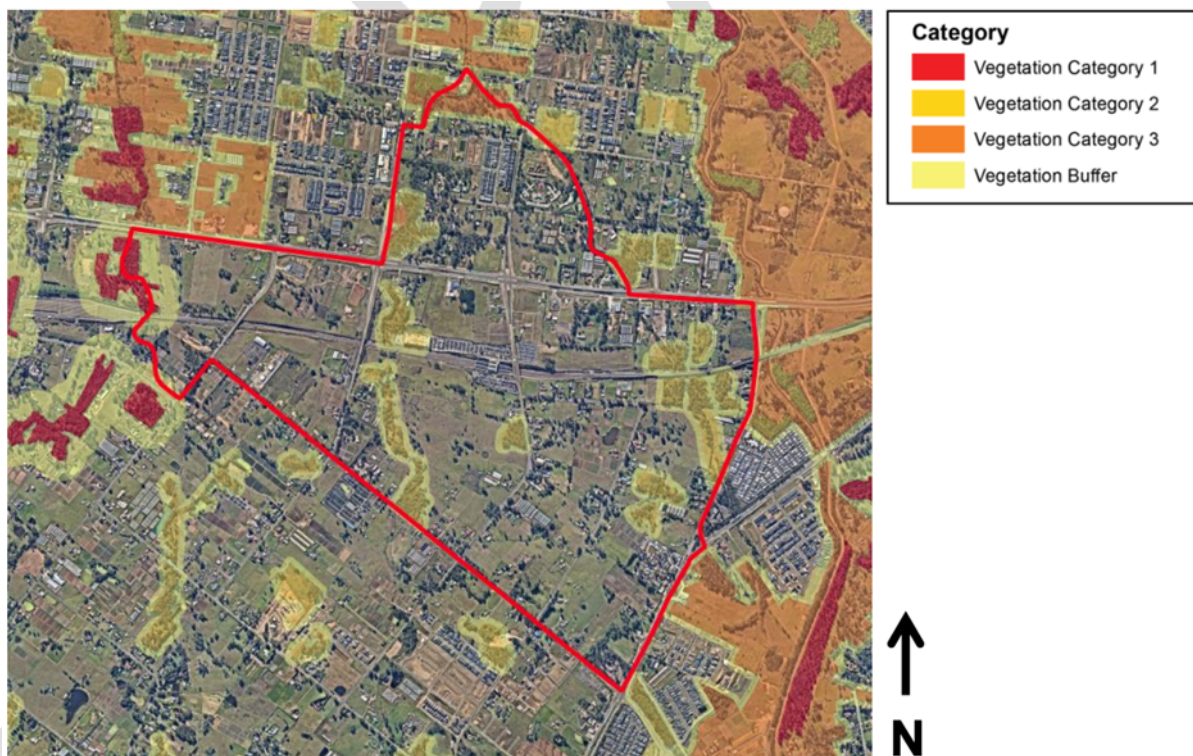 Category
Vegetation Category 1
Vegetation Category 2
Vegetation Category 3
Vegetation Buffer
N